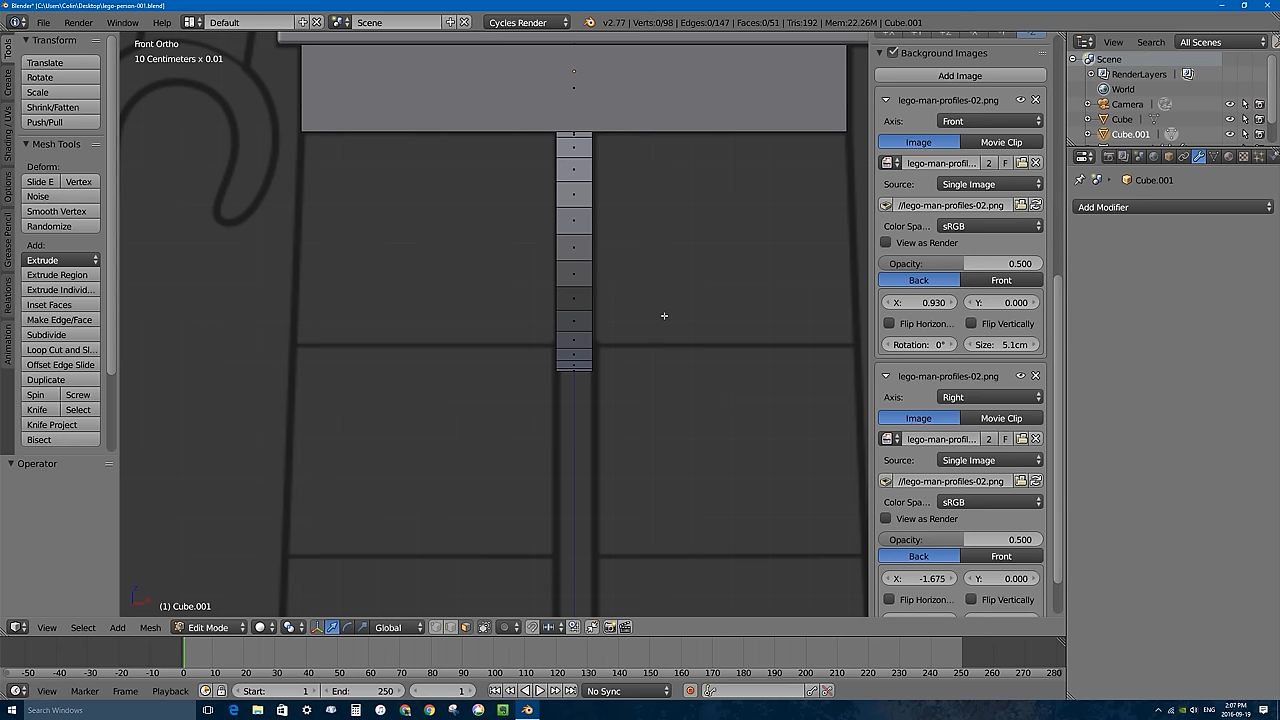 Blender* [C:\Users\Colin\Desktop\lego-person-001.blend]
File Render Window Help Default Scene Cycles Render v2.77 | Verts:0/98 | Edges:0/147 | Faces:0/51 | Tris:192 | Mem:22.26M | Cube.001
Tools
Create
Shading / UVs
Options
Grease Pencil
Relations
Animation
Transform
Translate
Rotate
Scale
Shrink/Fatten
Push/Pull
Mesh Tools
Deform:
Slide E Vertex
Noise
Smooth Vertex
Randomize
Add:
Extrude
Extrude Region
Extrude Individ...
Inset Faces
Make Edge/Face
Subdivide
Loop Cut and Sl...
Offset Edge Slide
Duplicate
Spin Screw
Knife Select
Knife Project
Bisect
Operator
Front Ortho
10 Centimeters x 0.01
(1) Cube.001
Background Images
Add Image
lego-man-profiles-02.png
Axis: Front
Image Movie Clip
lego-man-profil... 2 F
Source: Single Image
//lego-man-profiles-02.png
Color Spa... sRGB
View as Render
Opacity: 0.500
Back Front
X: 0.930 Y: 0.000
Flip Horizon... Flip Vertically
Rotation: 0° Size: 5.1cm
lego-man-profiles-02.png
Axis: Right
Image Movie Clip
lego-man-profil... 2 F
Source: Single Image
//lego-man-profiles-02.png
Color Spa... sRGB
View as Render
Opacity: 0.500
Back Front
X: -1.675 Y: 0.000
Flip Horizon... Flip Vertically
View Search All Scenes
Scene
RenderLayers
World
Camera
Cube
Cube.001
Cube.001
Add Modifier
View Select Add Mesh Edit Mode Global
-50 -40 -30 -20 -10 0 10 20 30 40 50 60 70 80 90 100 110 120 130 140 150 160 170 180 190 200 210 220 230 240 250 260 270 280
View Marker Frame Playback Start: 1 End: 250 1 No Sync
Search Windows
ENG
2:07 PM
2016-09-19